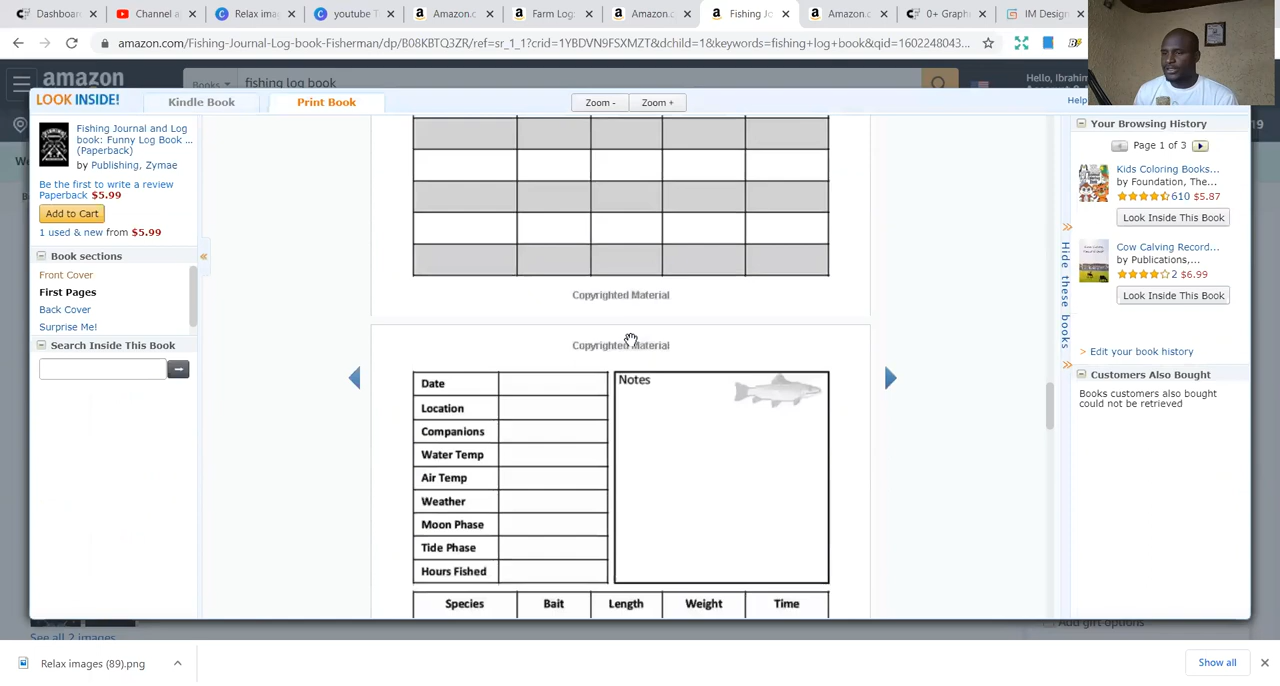 Dashboar
Channel a
Relax ima
youtube T
Amazon.c
Farm Log
Amazon.c
Fishing Jo
Amazon.c
0+ Graph
IM Design
amazon.com/Fishing-Journal-Log-book-Fisherman/dp/B08KBTQ3ZR/ref=sr_1_1?crid=1YBDVN9FSXMZT&dchild=1&keywords=fishing+log+book&qid=1602248043...
amazon
Books
fishing log book
Hello, Ibrahim
LOOK INSIDE!
Kindle Book
Print Book
Zoom -
Zoom +
Help
Fishing Journal and Log
book: Funny Log Book ...
(Paperback)
by Publishing, Zymae
Be the first to write a review
Paperback $5.99
Add to Cart
1 used & new from $5.99
Book sections
Front Cover
First Pages
Back Cover
Surprise Me!
Search Inside This Book
Copyrighted Material
Copyrighted Material
Date
Location
Companions
Water Temp
Air Temp
Weather
Moon Phase
Tide Phase
Hours Fished
Notes
Species Bait Length Weight Time
Hide these books
Your Browsing History
Page 1 of 3
Kids Coloring Books...
by Foundation, The...
610 $5.87
Look Inside This Book
Cow Calving Record...
by Publications,...
2 $6.99
Look Inside This Book
> Edit your book history
Customers Also Bought
Books customers also bought
could not be retrieved
See all 2 images
Add gift options
Relax images (89).png
Show all